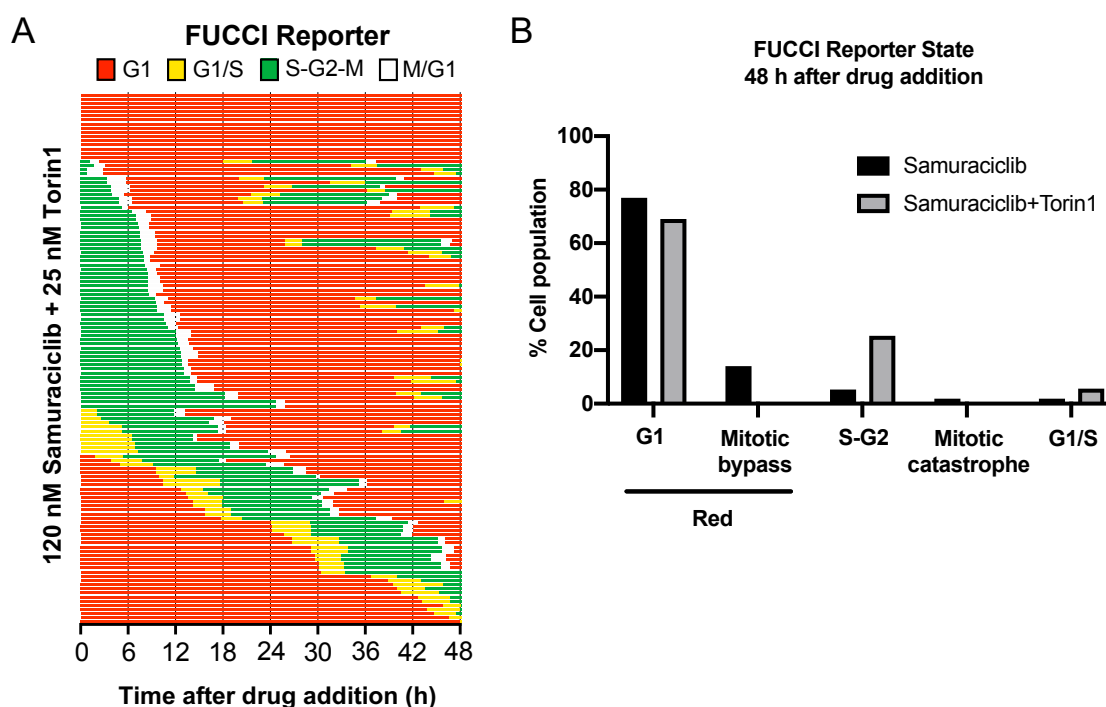 A
FUCCI Reporter
G1 G1/S S-G2-M M/G1
120 nM Samuraciclib + 25 nM Torin1
0 6 12 18 24 30 36 42 48
Time after drug addition (h)
B
FUCCI Reporter State
48 h after drug addition
% Cell population
100
80
60
40
20
0
Samuraciclib
Samuraciclib+Torin1
G1 Mitotic bypass S-G2 Mitotic catastrophe G1/S
Red